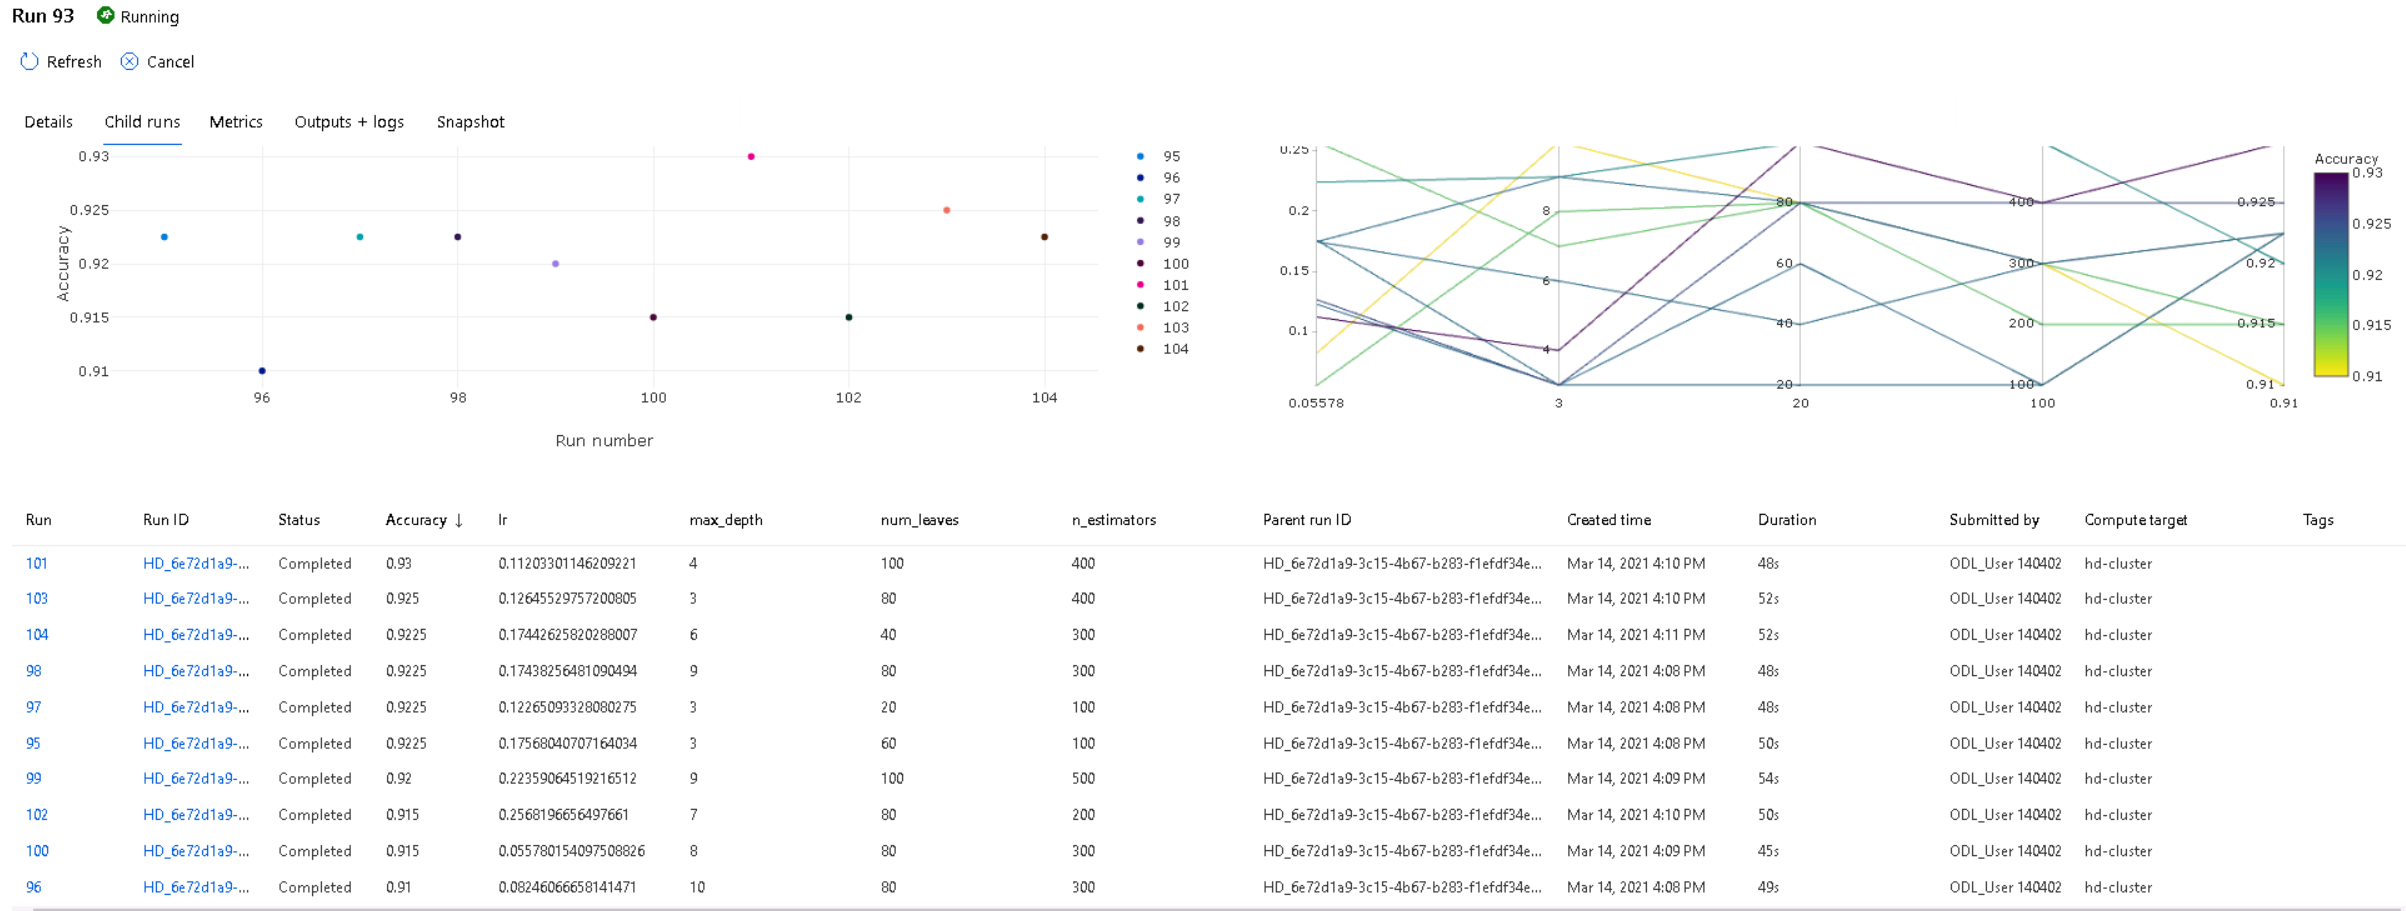 Run 93 Running
Refresh Cancel
Details Child runs Metrics Outputs + logs Snapshot
0.93
0.925
0.92
0.915
0.91
Accuracy
96 98 100 102 104
Run number
95
96
97
98
99
100
101
102
103
104
0.25
0.2
0.15
0.1
0.05578
8
6
4
3
80
60
40
20
20
400
300
200
100
100
0.925
0.92
0.915
0.91
0.91
Accuracy
0.93
0.925
0.92
0.915
0.91
Run Run ID Status Accuracy ↓ lr max_depth num_leaves n_estimators Parent run ID Created time Duration Submitted by Compute target Tags
101 HD_6e72d1a9-... Completed 0.93 0.11203301146209221 4 100 400 HD_6e72d1a9-3c15-4b67-b283-f1efdf34e... Mar 14, 2021 4:10 PM 48s ODL_User 140402 hd-cluster
103 HD_6e72d1a9-... Completed 0.925 0.12645529757200805 3 80 400 HD_6e72d1a9-3c15-4b67-b283-f1efdf34e... Mar 14, 2021 4:10 PM 52s ODL_User 140402 hd-cluster
104 HD_6e72d1a9-... Completed 0.9225 0.17442625820288007 6 40 300 HD_6e72d1a9-3c15-4b67-b283-f1efdf34e... Mar 14, 2021 4:11 PM 52s ODL_User 140402 hd-cluster
98 HD_6e72d1a9-... Completed 0.9225 0.17438256481090494 9 80 300 HD_6e72d1a9-3c15-4b67-b283-f1efdf34e... Mar 14, 2021 4:08 PM 48s ODL_User 140402 hd-cluster
97 HD_6e72d1a9-... Completed 0.9225 0.12265093328080275 3 20 100 HD_6e72d1a9-3c15-4b67-b283-f1efdf34e... Mar 14, 2021 4:08 PM 48s ODL_User 140402 hd-cluster
95 HD_6e72d1a9-... Completed 0.9225 0.17568040707164034 3 60 100 HD_6e72d1a9-3c15-4b67-b283-f1efdf34e... Mar 14, 2021 4:08 PM 50s ODL_User 140402 hd-cluster
99 HD_6e72d1a9-... Completed 0.92 0.22359064519216512 9 100 500 HD_6e72d1a9-3c15-4b67-b283-f1efdf34e... Mar 14, 2021 4:09 PM 54s ODL_User 140402 hd-cluster
102 HD_6e72d1a9-... Completed 0.915 0.2568196656497661 7 80 200 HD_6e72d1a9-3c15-4b67-b283-f1efdf34e... Mar 14, 2021 4:10 PM 50s ODL_User 140402 hd-cluster
100 HD_6e72d1a9-... Completed 0.915 0.055780154097508826 8 80 300 HD_6e72d1a9-3c15-4b67-b283-f1efdf34e... Mar 14, 2021 4:09 PM 45s ODL_User 140402 hd-cluster
96 HD_6e72d1a9-... Completed 0.91 0.08246066658141471 10 80 300 HD_6e72d1a9-3c15-4b67-b283-f1efdf34e... Mar 14, 2021 4:08 PM 49s ODL_User 140402 hd-cluster